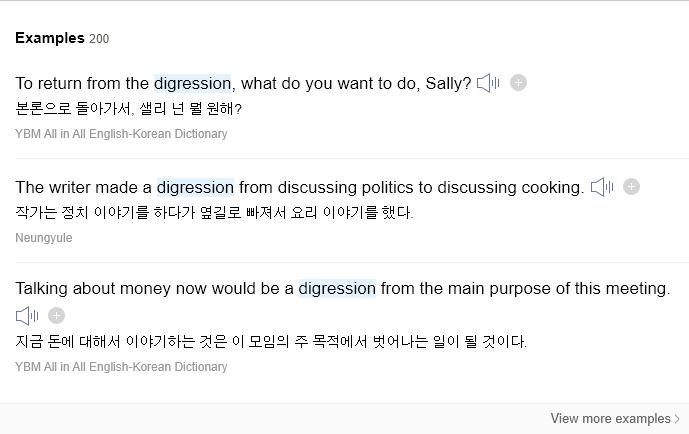 Examples 200
To return from the digression, what do you want to do, Sally?
본론으로 돌아가서, 샐리 넌 뭘 원해?
YBM All in All English-Korean Dictionary
The writer made a digression from discussing politics to discussing cooking.
작가는 정치 이야기를 하다가 옆길로 빠져서 요리 이야기를 했다.
Neungyule
Talking about money now would be a digression from the main purpose of this meeting.
지금 돈에 대해서 이야기하는 것은 이 모임의 주 목적에서 벗어나는 일이 될 것이다.
YBM All in All English-Korean Dictionary
View more examples